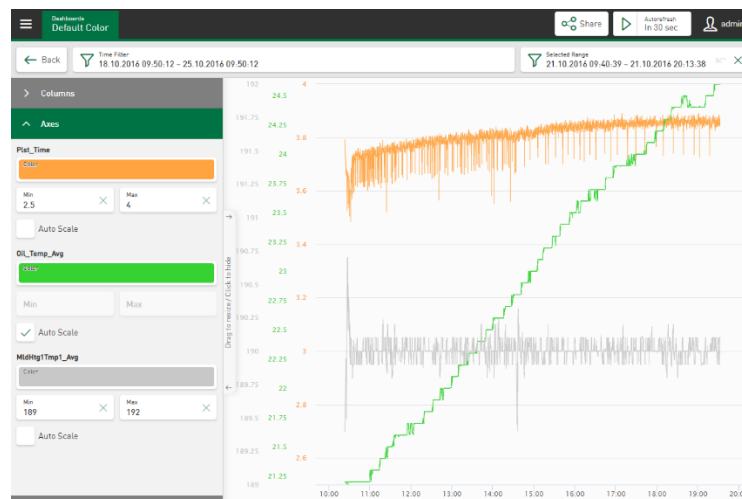 Dashboards
Default Color
Share
Autorefresh
In 30 sec
admin
Back
Time Filter
18.10.2016 09:50:12 – 25.10.2016 09:50:12
Selected Range
21.10.2016 09:40:39 – 21.10.2016 20:13:38
Columns
Axes
Plst_Time
Color
Min
2.5
Max
4
Auto Scale
Oil_Temp_Avg
Color
Min
Max
Auto Scale
MldHtg1Tmp1_Avg
Color
Min
189
Max
192
Auto Scale
Drag to resize / Click to hide
192
191.75
191.5
191.25
191
190.75
190.5
190.25
190
189.75
189.5
189.25
189
24.5
24.25
24
23.75
23.5
23.25
23
22.75
22.5
22.25
22
21.75
21.5
21.25
4
3.8
3.6
3.4
3.2
3
2.8
2.6
10:00
11:00
12:00
13:00
14:00
15:00
16:00
17:00
18:00
19:00
20:0